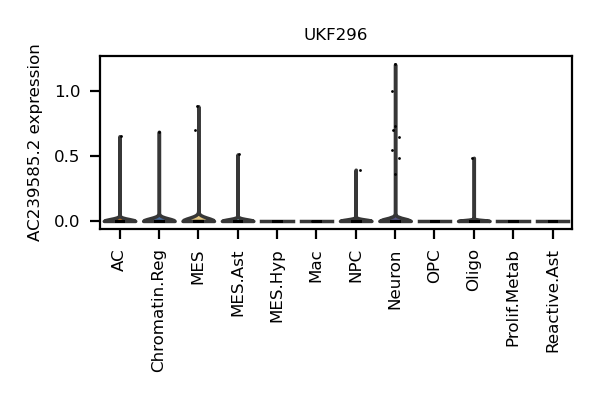 UKF296
AC239585.2 expression
1.0
0.5
0.0
AC
Chromatin.Reg
MES
MES.Ast
MES.Hyp
Mac
NPC
Neuron
OPC
Oligo
Prolif.Metab
Reactive.Ast